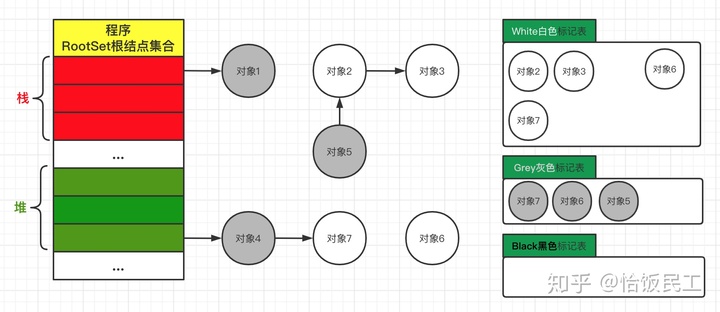 程序
RootSet根结点集合
栈
...
堆
...
对象1
对象2
对象3
对象5
对象4
对象7
对象6
White白色标记表
对象2
对象3
对象6
对象7
Grey灰色标记表
对象7
对象6
对象5
Black黑色标记表
知乎 @恰饭民工